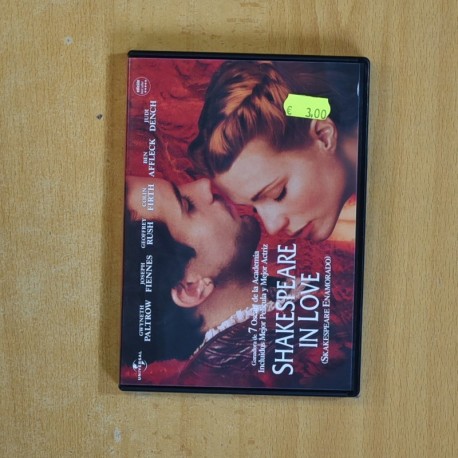 GWYNETH PALTROW
JOSEPH FIENNES
GEOFFREY RUSH
COLIN FIRTH
BEN AFFLECK
JUDI DENCH
€ 3,00
Ganadora de 7 Oscar de la Academia
Incluidos Mejor Película y Mejor Actriz
SHAKESPEARE
IN LOVE
(SKAKESPEARE ENAMORADO)
UNIVERSAL